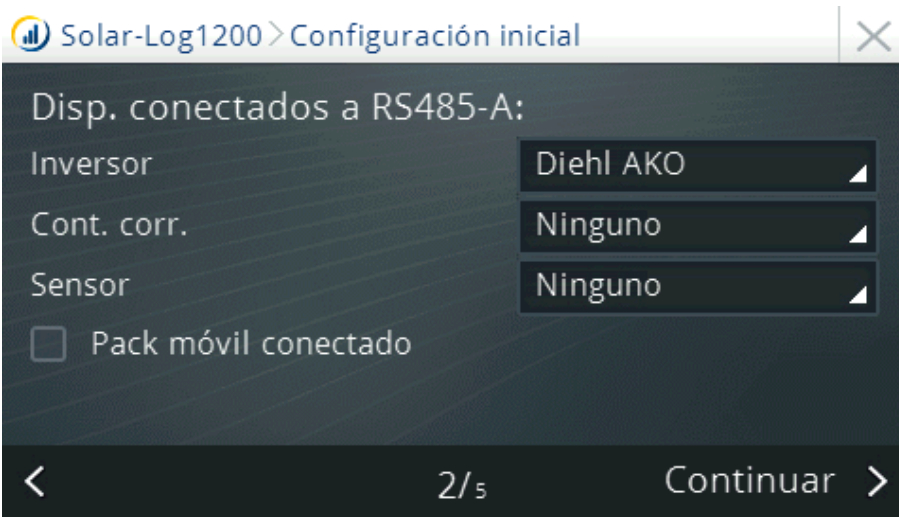 Solar-Log1200 > Configuración inicial
Disp. conectados a RS485-A:
Inversor Diehl AKO
Cont. corr. Ninguno
Sensor Ninguno
Pack móvil conectado
2/5 Continuar